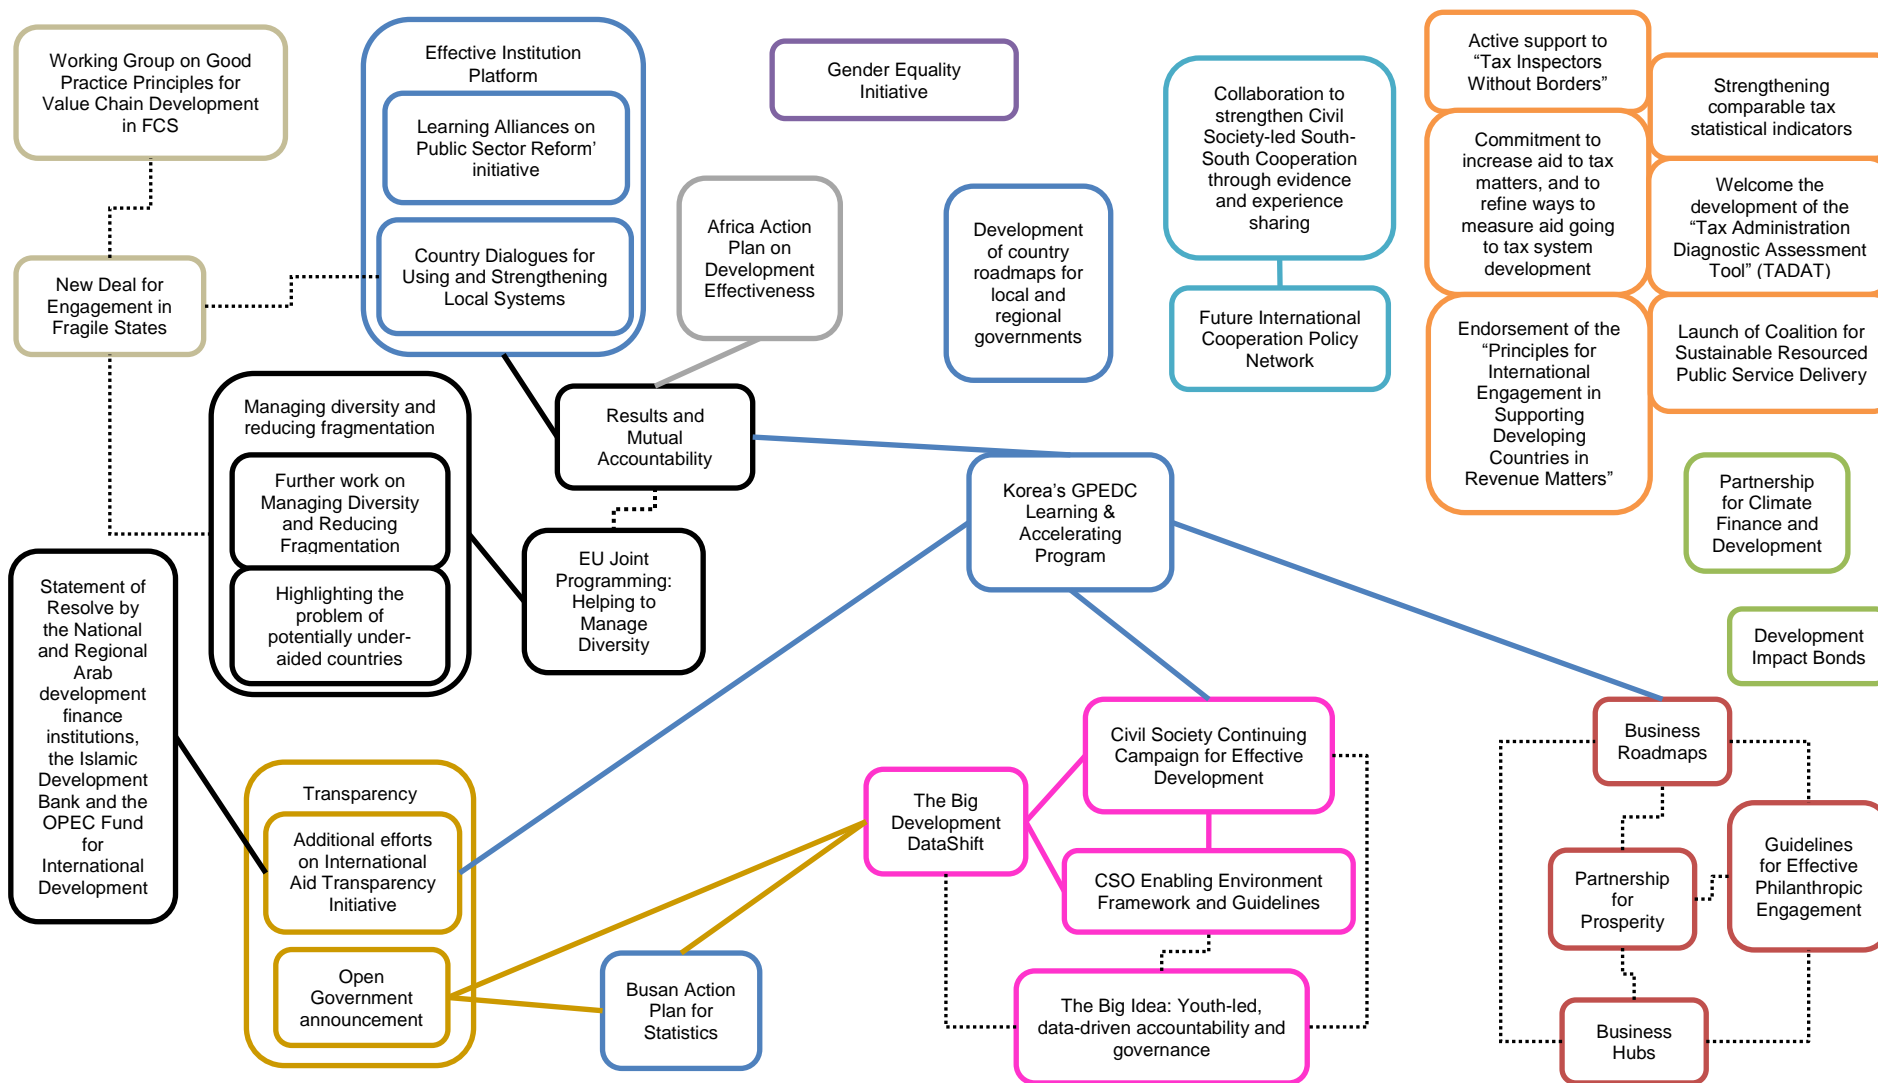 Working Group on Good
Practice Principles for
Value Chain Development
in FCS
Effective Institution
Platform
Learning Alliances on
Public Sector Reform’
initiative
Country Dialogues for
Using and Strengthening
Local Systems
Gender Equality
Initiative
Collaboration to
strengthen Civil
Society-led South-
South Cooperation
through evidence
and experience
sharing
Active support to
“Tax Inspectors
Without Borders”
Strengthening
comparable tax
statistical indicators
Commitment to
increase aid to tax
matters, and to
refine ways to
measure aid going
to tax system
development
Welcome the
development of the
“Tax Administration
Diagnostic Assessment
Tool” (TADAT)
New Deal for
Engagement in
Fragile States
Africa Action
Plan on
Development
Effectiveness
Development
of country
roadmaps for
local and
regional
governments
Future International
Cooperation Policy
Network
Endorsement of the
“Principles for
International
Engagement in
Supporting
Developing
Countries in
Revenue Matters”
Launch of Coalition for
Sustainable Resourced
Public Service Delivery
Managing diversity and
reducing fragmentation
Further work on
Managing Diversity
and Reducing
Fragmentation
Highlighting the
problem of
potentially under-
aided countries
Results and
Mutual
Accountability
Korea’s GPEDC
Learning &
Accelerating
Program
Partnership
for Climate
Finance and
Development
EU Joint
Programming:
Helping to
Manage
Diversity
Statement of
Resolve by
the National
and Regional
Arab
development
finance
institutions,
the Islamic
Development
Bank and the
OPEC Fund
for
International
Development
Development
Impact Bonds
Transparency
Additional efforts
on International
Aid Transparency
Initiative
Open
Government
announcement
Busan Action
Plan for
Statistics
The Big
Development
DataShift
Civil Society Continuing
Campaign for Effective
Development
CSO Enabling Environment
Framework and Guidelines
The Big Idea: Youth-led,
data-driven accountability and
governance
Business
Roadmaps
Partnership
for
Prosperity
Guidelines
for Effective
Philanthropic
Engagement
Business
Hubs